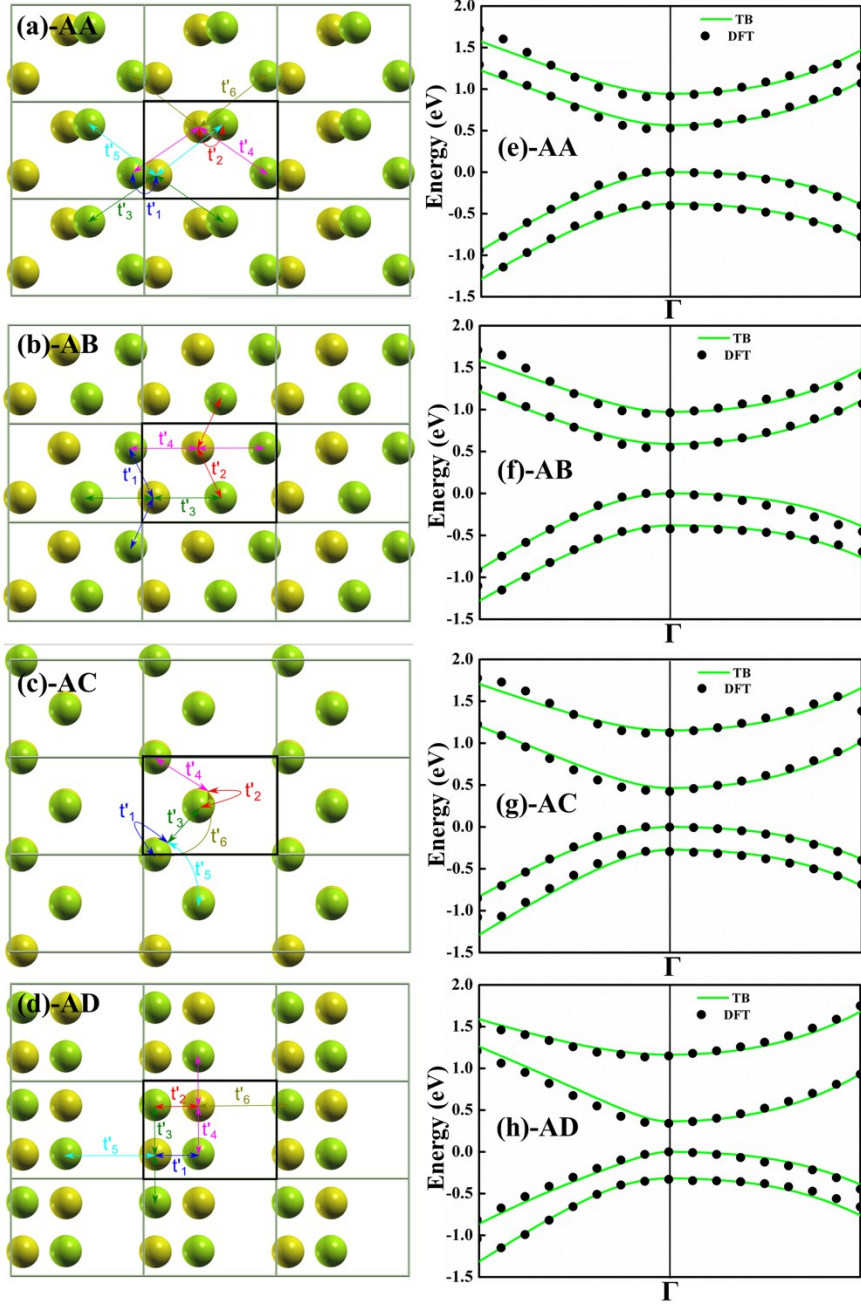 (a)-AA
t'6
t'5
t'2
t'4
t'3
t'1
2.0
1.5
1.0
0.5
0.0
-0.5
-1.0
-1.5
Energy (eV)
TB
DFT
(e)-AA
Γ
(b)-AB
t'4
t'1
t'2
t'3
2.0
1.5
1.0
0.5
0.0
-0.5
-1.0
-1.5
Energy (eV)
TB
DFT
(f)-AB
Γ
(c)-AC
t'4
t'2
t'1
t'3
t'6
t'5
2.0
1.5
1.0
0.5
0.0
-0.5
-1.0
-1.5
Energy (eV)
TB
DFT
(g)-AC
Γ
(d)-AD
t'2
t'6
t'3
t'4
t'5
t'1
2.0
1.5
1.0
0.5
0.0
-0.5
-1.0
-1.5
Energy (eV)
TB
DFT
(h)-AD
Γ